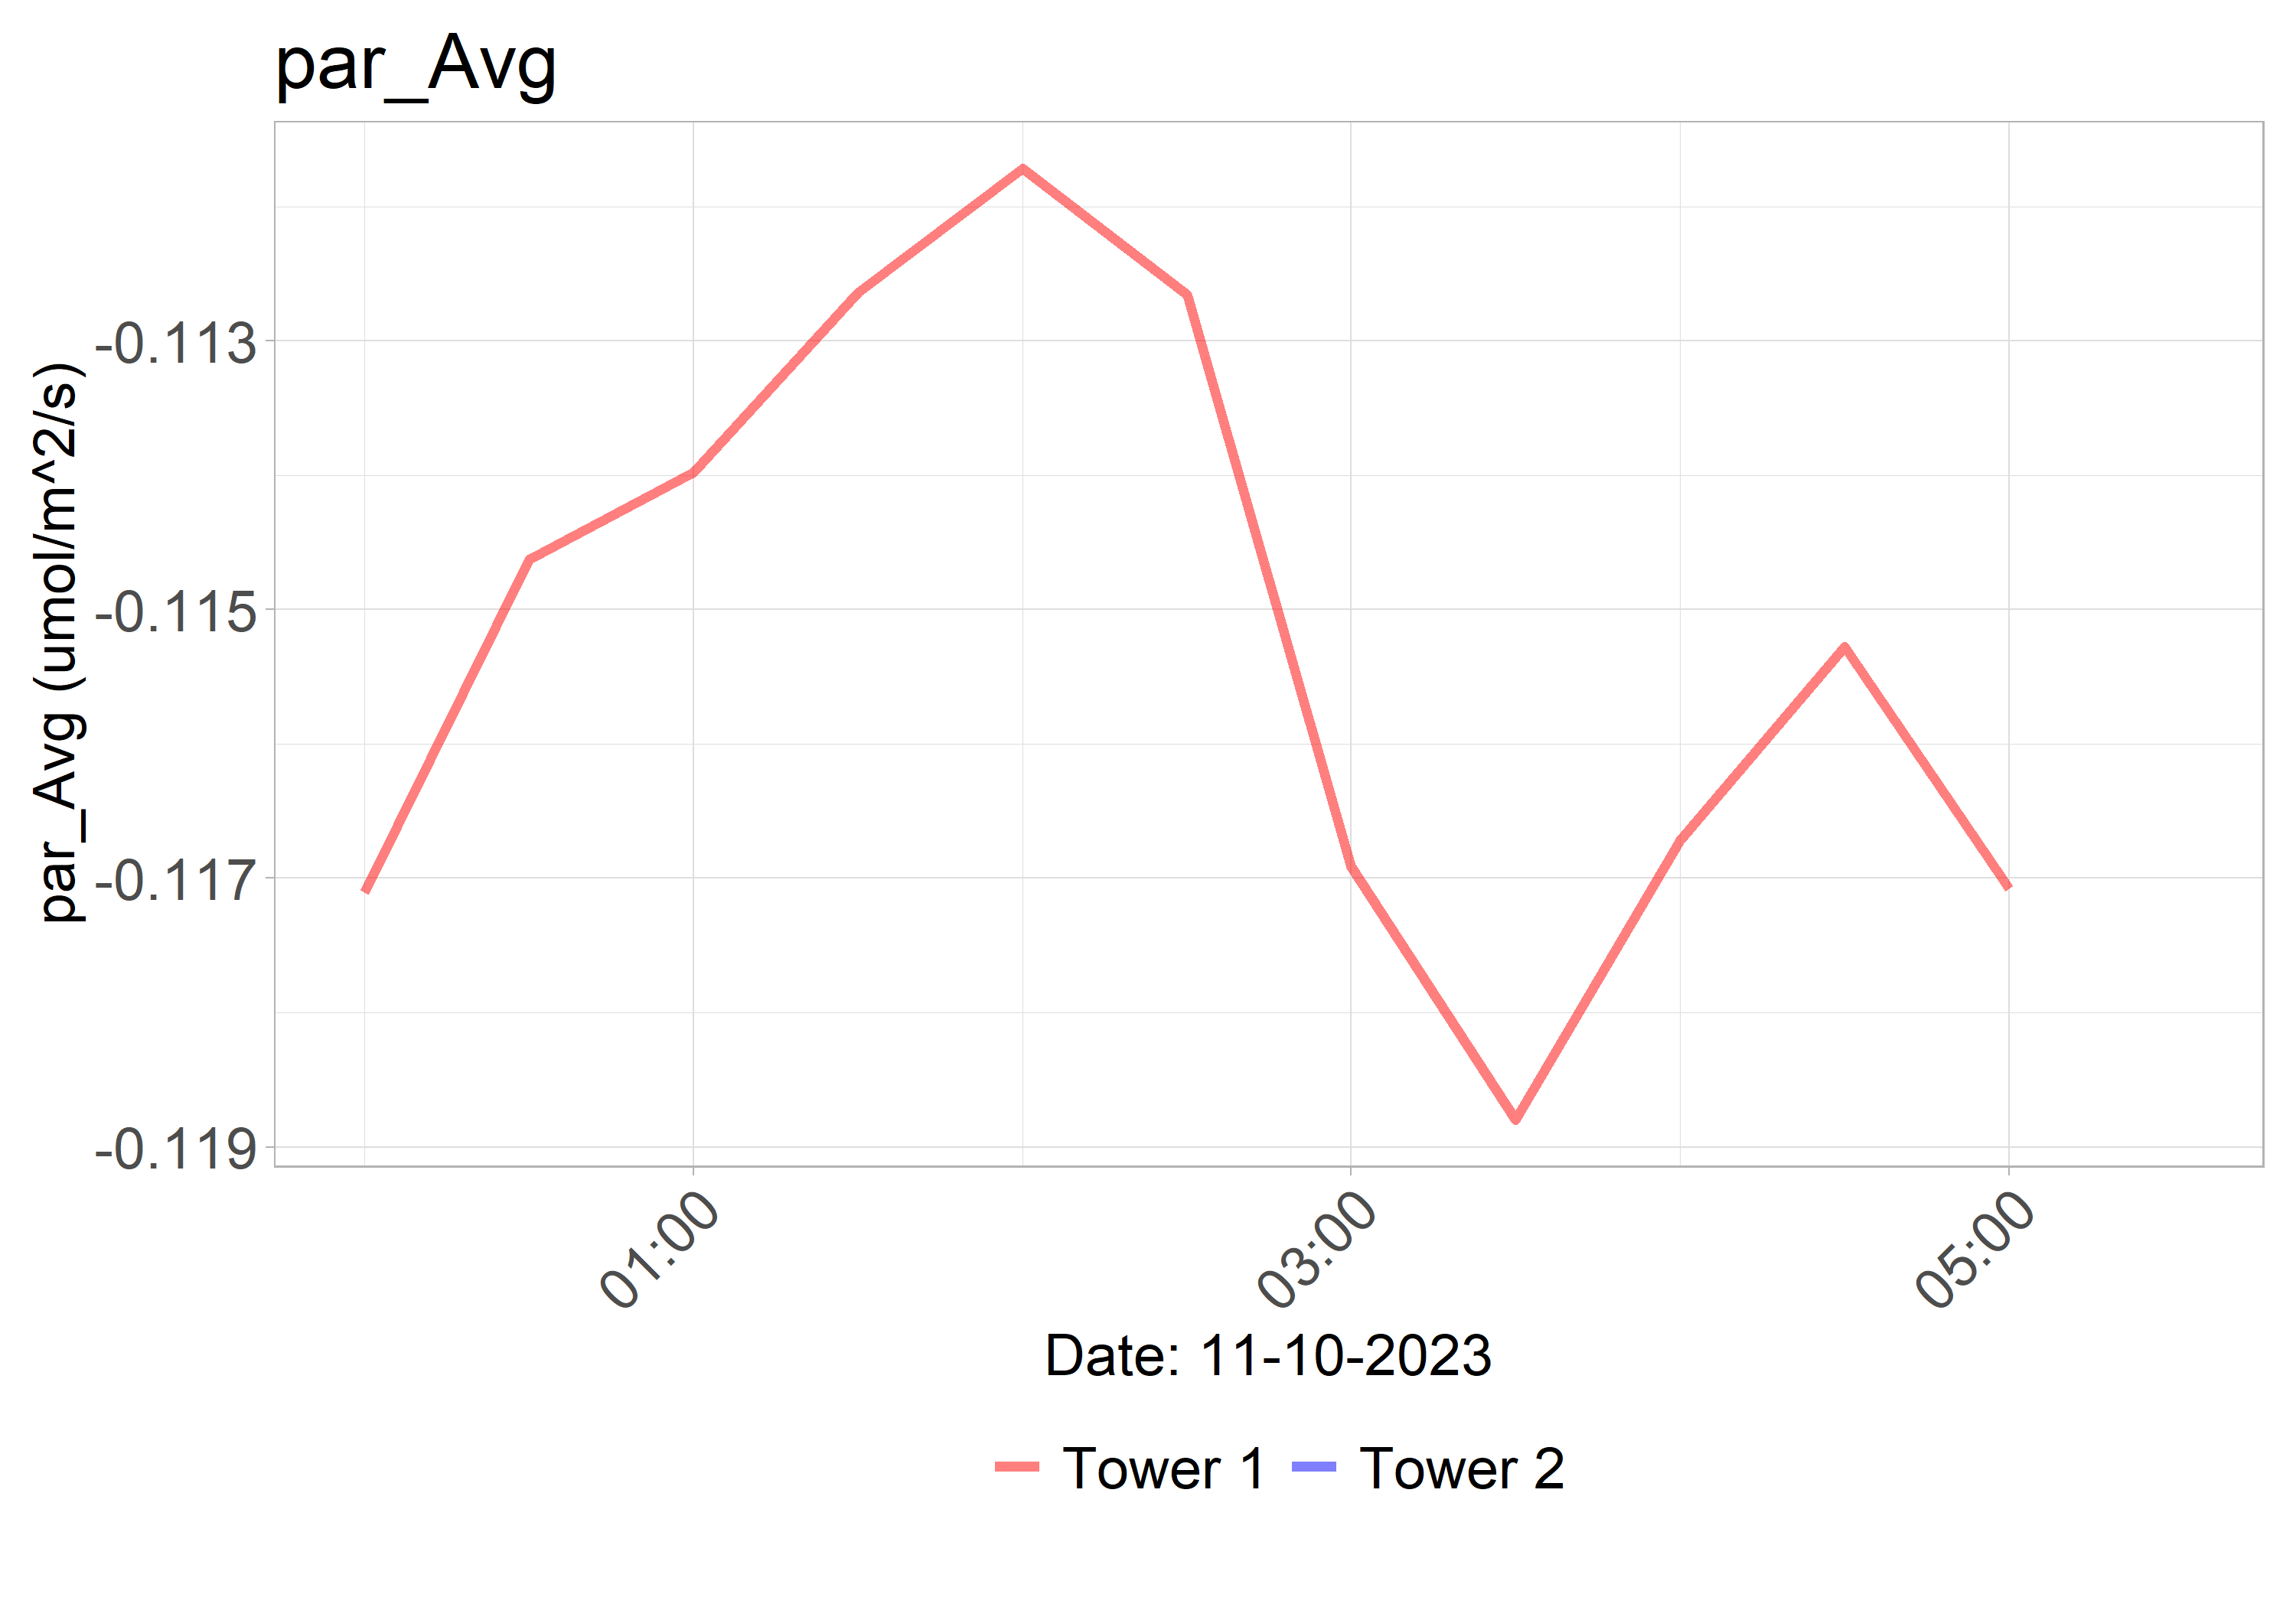 par_Avg
par_Avg (umol/m^2/s)
-0.113
-0.115
-0.117
-0.119
01:00
03:00
05:00
Date: 11-10-2023
Tower 1
Tower 2